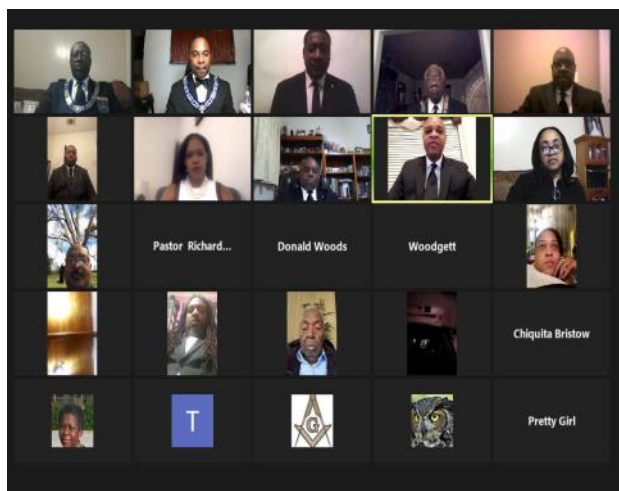 Pastor Richard...
Donald Woods
Woodgett
Chiquita Bristow
T
G
Pretty Girl